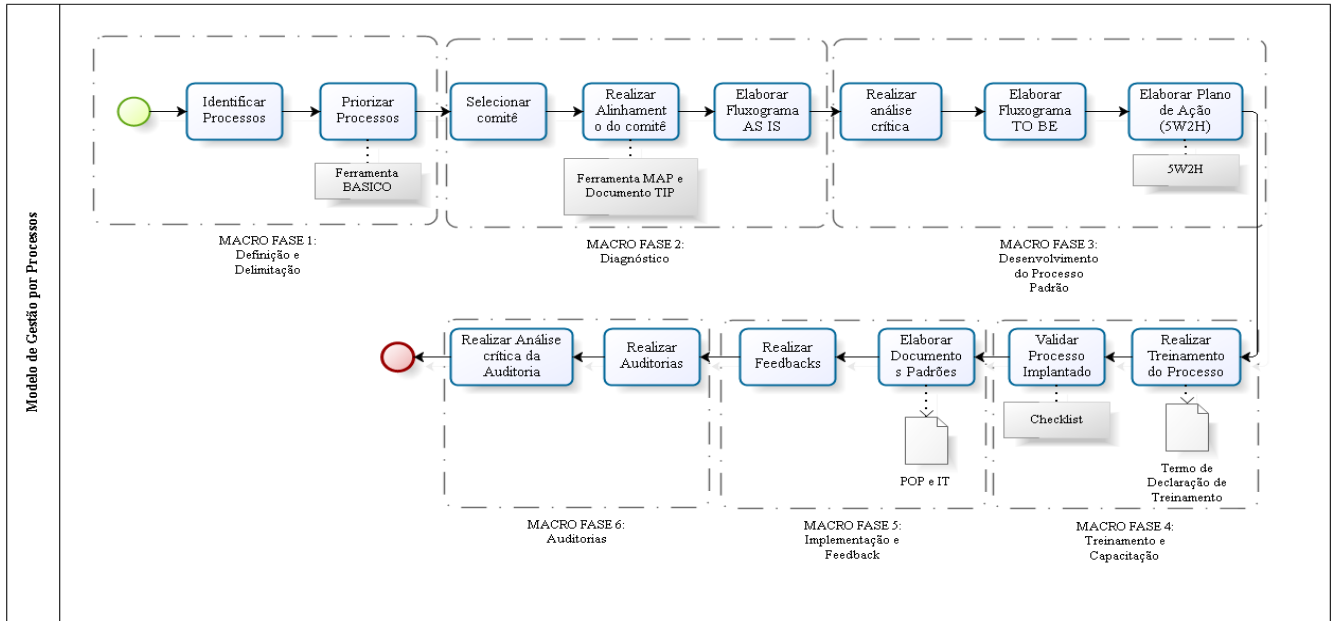 Modelo de Gestão por Processos
Identificar
Processos
Priorizar
Processos
Ferramenta
BASICO
MACRO FASE 1:
Definição e
Delimitação
Selecionar
comitê
Realizar
Alinhament
o do comitê
Elaborar
Fluxograma
AS IS
Ferramenta MAP e
Documento TIP
MACRO FASE 2:
Diagnóstico
Realizar
análise
crítica
Elaborar
Fluxograma
TO BE
Elaborar Plano
de Ação
(5W2H)
5W2H
MACRO FASE 3:
Desenvolvimento
do Processo
Padrão
Realizar
Treinamento
do Processo
Termo de
Declaração de
Treinamento
Validar
Processo
Implantado
Checklist
MACRO FASE 4:
Treinamento e
Capacitação
Elaborar
Documento
s Padrões
POP e IT
Realizar
Feedbacks
MACRO FASE 5:
Implementação e
Feedback
Realizar
Auditorias
Realizar Análise
crítica da
Auditoria
MACRO FASE 6:
Auditorias